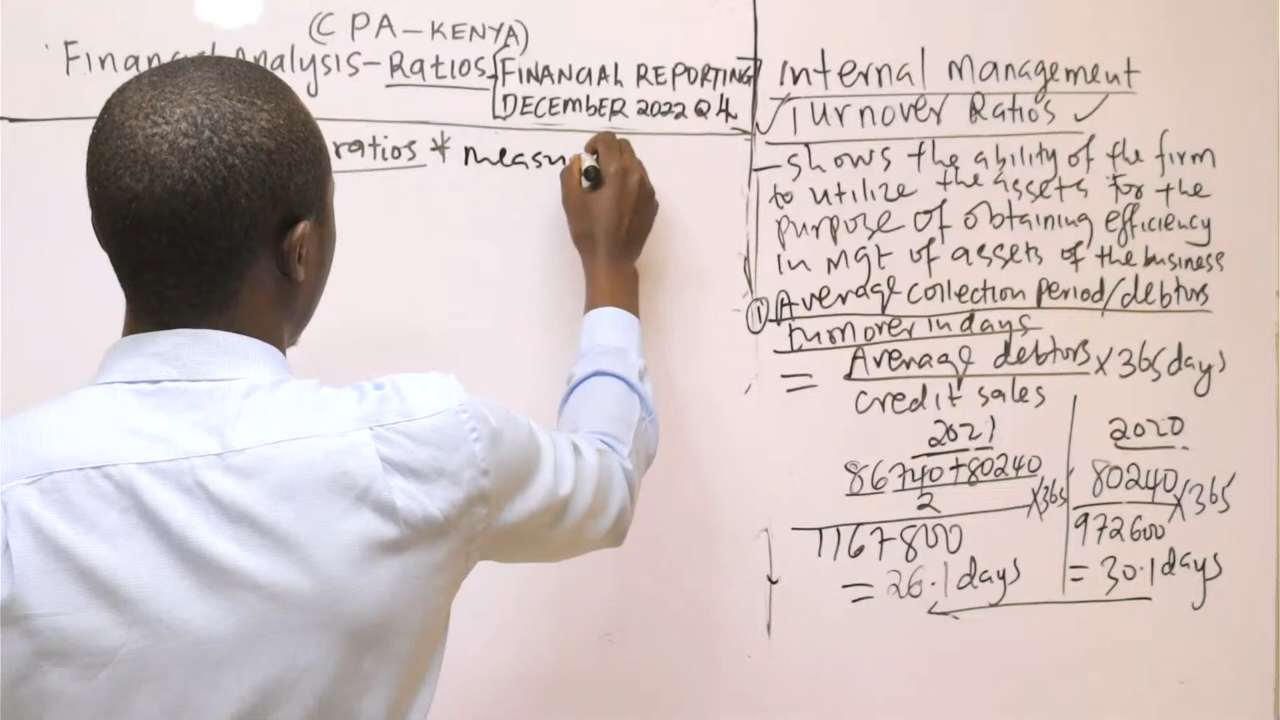 (CPA-KENYA)
Analysis-Ratios
FINANCIAL REPORTING
DECEMBER 2022 Q4
ratios * measu
Internal Management
Turnover Ratios ✓
- shows the ability of the firm
to utilize the assets for the
purpose of obtaining efficiency
in mgt of assets of the business
① Average collection period/debtors
turnover in days
= Average debtors x 365 days
credit sales
2021
86740+80240
2
x365
1167800
= 26.1 days
2020
80240 x365
972600
= 30.1 days